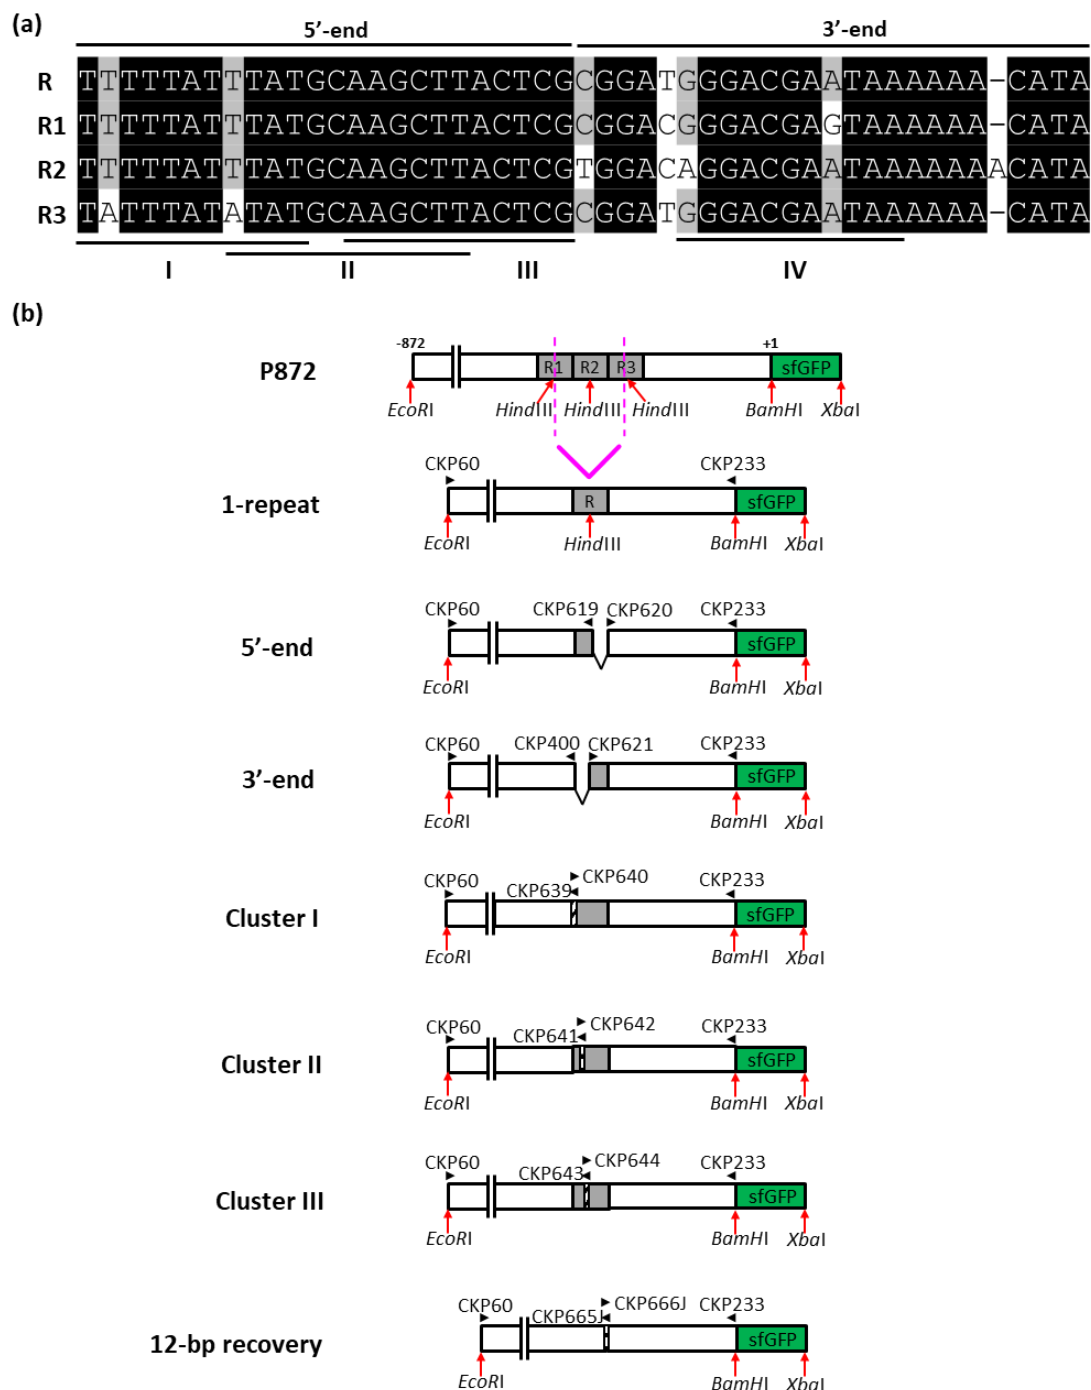 (a)
5’-end 3’-end
R TTTTTATTTATGCAAGCTTACTCGCGGATGGGACGAATAAAAAA-CATA
R1 TTTTTATTTATGCAAGCTTACTCGCGGACGGGACGAGTAAAAAA-CATA
R2 TTTTTATTTATGCAAGCTTACTCGTGGACAGGACGAATAAAAAAACATA
R3 TATTTATATATGCAAGCTTACTCGCGGATGGGACGAATAAAAAA-CATA
I II III IV
(b)
-872 +1
P872 R1 R2 R3 sfGFP
EcoRI HindIII HindIII HindIII BamHI XbaI
CKP60 CKP233
1-repeat R sfGFP
EcoRI HindIII BamHI XbaI
CKP60 CKP619 CKP620 CKP233
5’-end sfGFP
EcoRI BamHI XbaI
CKP60 CKP400 CKP621 CKP233
3’-end sfGFP
EcoRI BamHI XbaI
CKP60 CKP639 CKP640 CKP233
Cluster I sfGFP
EcoRI BamHI XbaI
CKP60 CKP641 CKP642 CKP233
Cluster II sfGFP
EcoRI BamHI XbaI
CKP60 CKP643 CKP644 CKP233
Cluster III sfGFP
EcoRI BamHI XbaI
CKP60 CKP665J CKP666J CKP233
12-bp recovery sfGFP
EcoRI BamHI XbaI